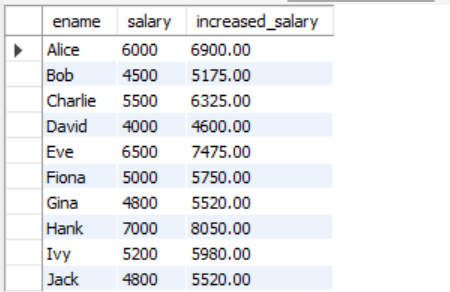 ename salary increased_salary
Alice 6000 6900.00
Bob 4500 5175.00
Charlie 5500 6325.00
David 4000 4600.00
Eve 6500 7475.00
Fiona 5000 5750.00
Gina 4800 5520.00
Hank 7000 8050.00
Ivy 5200 5980.00
Jack 4800 5520.00